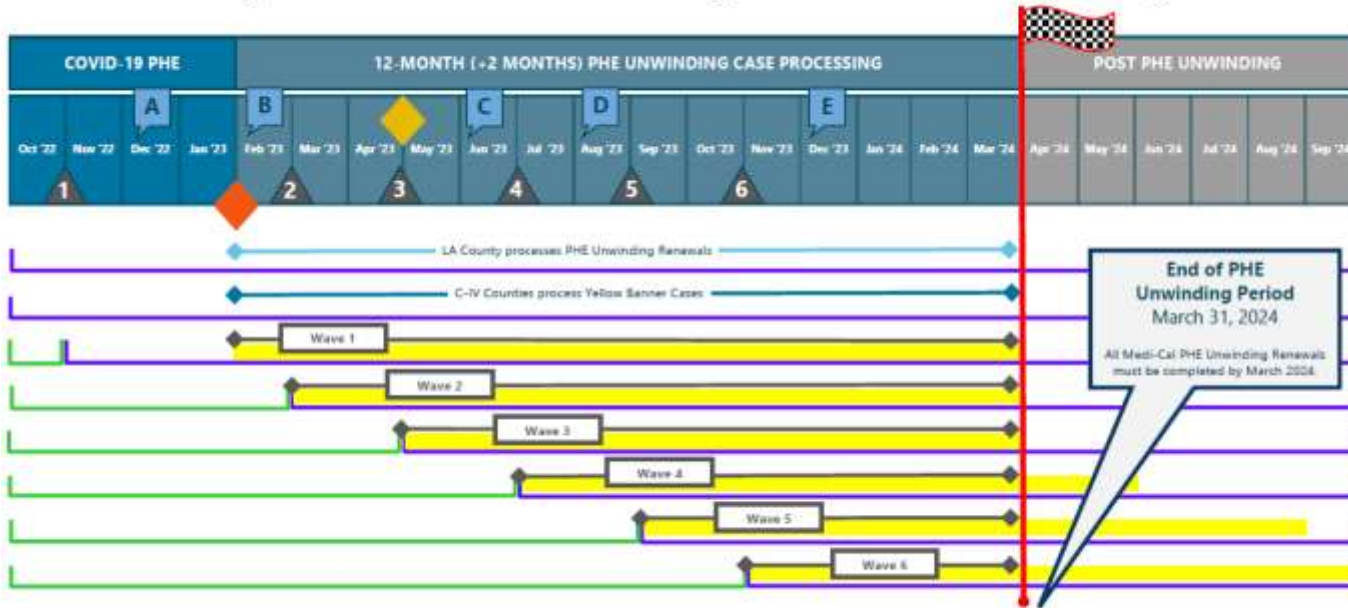 COVID-19 PHE
12-MONTH (+2 MONTHS) PHE UNWINDING CASE PROCESSING
POST PHE UNWINDING
A
B
C
D
E
Oct '22 Nov '22 Dec '22 Jan '23 Feb '23 Mar '23 Apr '23 May '23 Jun '23 Jul '23 Aug '23 Sep '23 Oct '23 Nov '23 Dec '23 Jan '24 Feb '24 Mar '24 Apr '24 May '24 Jun '24 Jul '24 Aug '24 Sep '24
1
2
3
4
5
6
LA County processes PHE Unwinding Renewals
C-IV Counties process Yellow Banner Cases
Wave 1
Wave 2
Wave 3
Wave 4
Wave 5
Wave 6
End of PHE
Unwinding Period
March 31, 2024
All Medi-Cal PHE Unwinding Renewals
must be completed by March 2024.